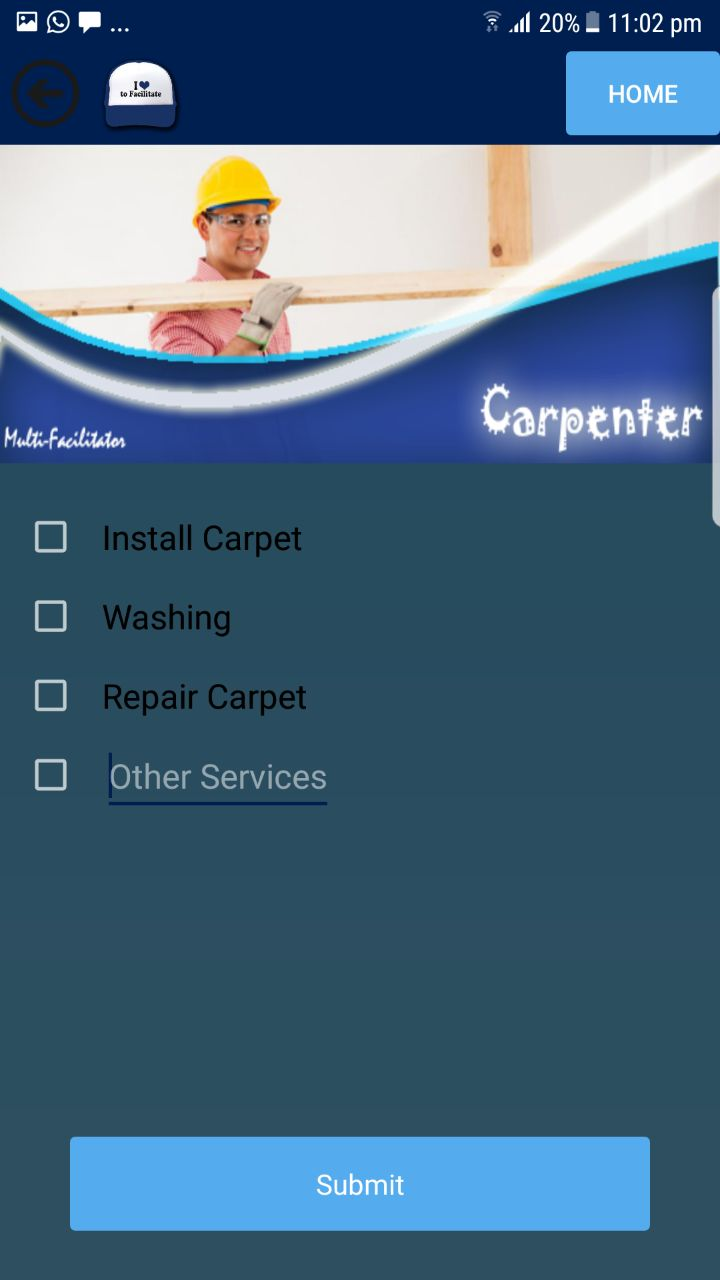 ... 20% 11:02 pm
I
to Facilitate
HOME
Carpenter
Multi-Facilitator
Install Carpet
Washing
Repair Carpet
Other Services
Submit